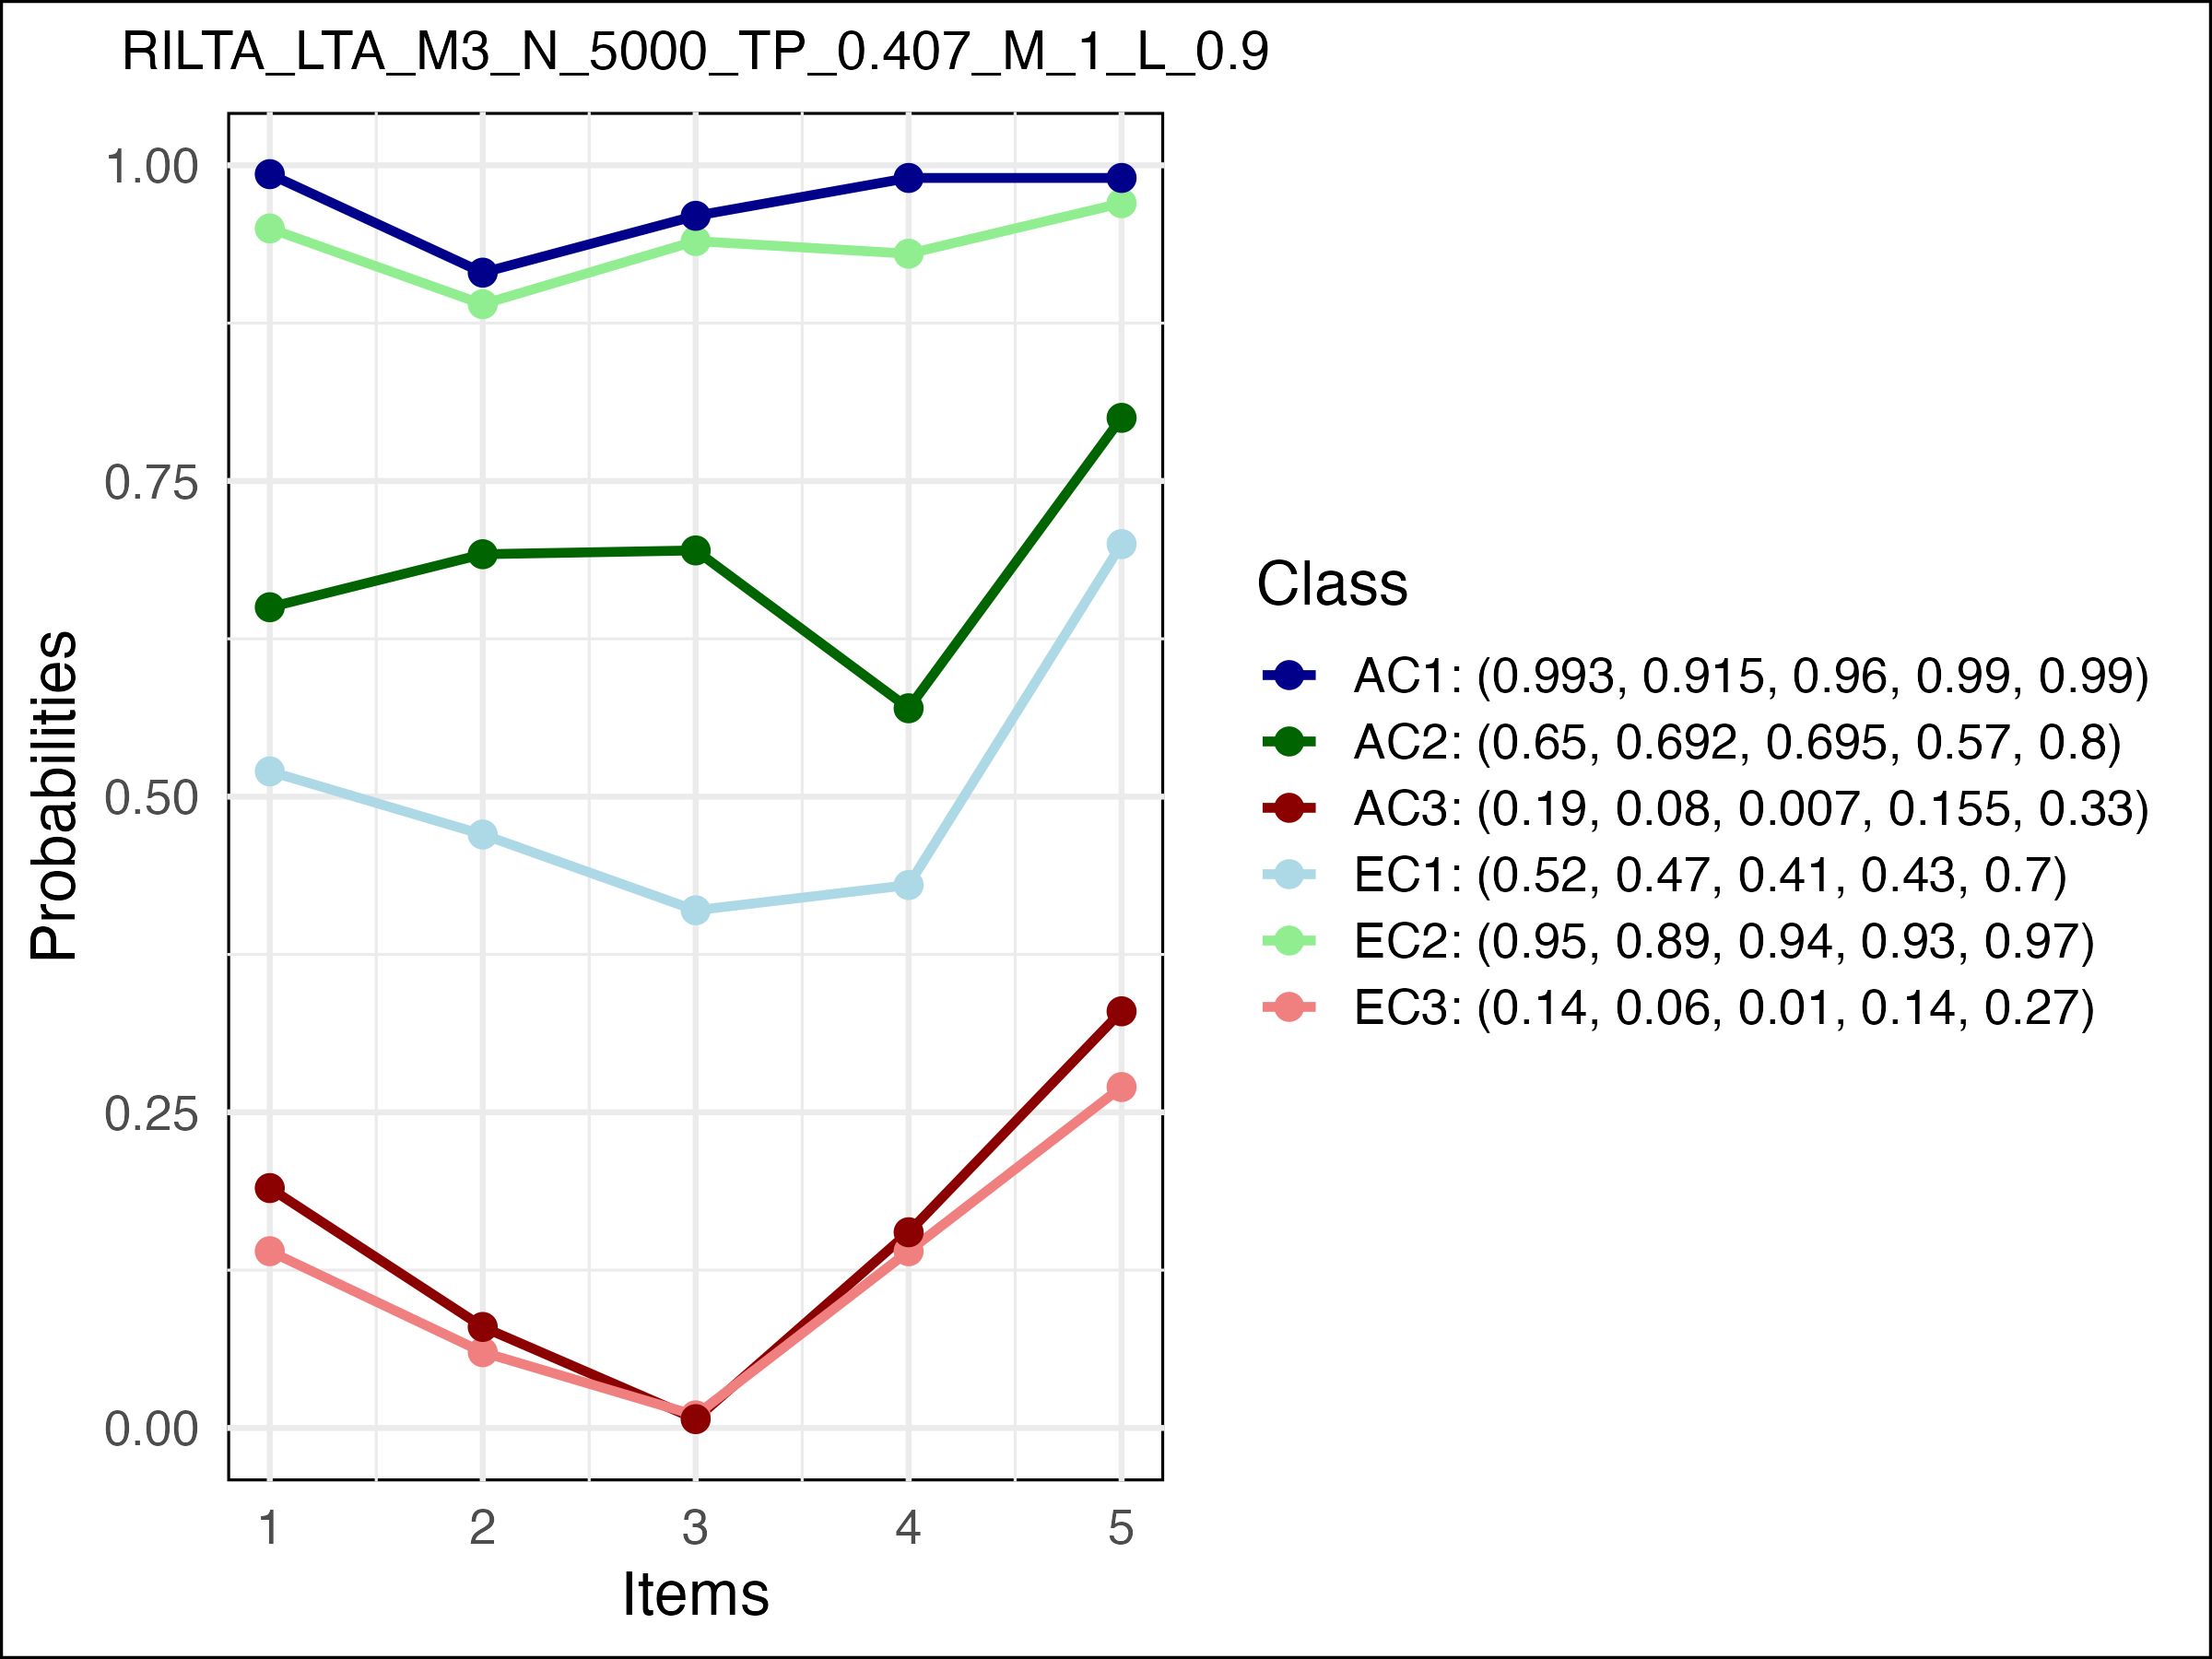 RILTA_LTA_M3_N_5000_TP_0.407_M_1_L_0.9
1.00
0.75
0.50
0.25
0.00
Probabilities
1 2 3 4 5
Items
Class
AC1: (0.993, 0.915, 0.96, 0.99, 0.99)
AC2: (0.65, 0.692, 0.695, 0.57, 0.8)
AC3: (0.19, 0.08, 0.007, 0.155, 0.33)
EC1: (0.52, 0.47, 0.41, 0.43, 0.7)
EC2: (0.95, 0.89, 0.94, 0.93, 0.97)
EC3: (0.14, 0.06, 0.01, 0.14, 0.27)